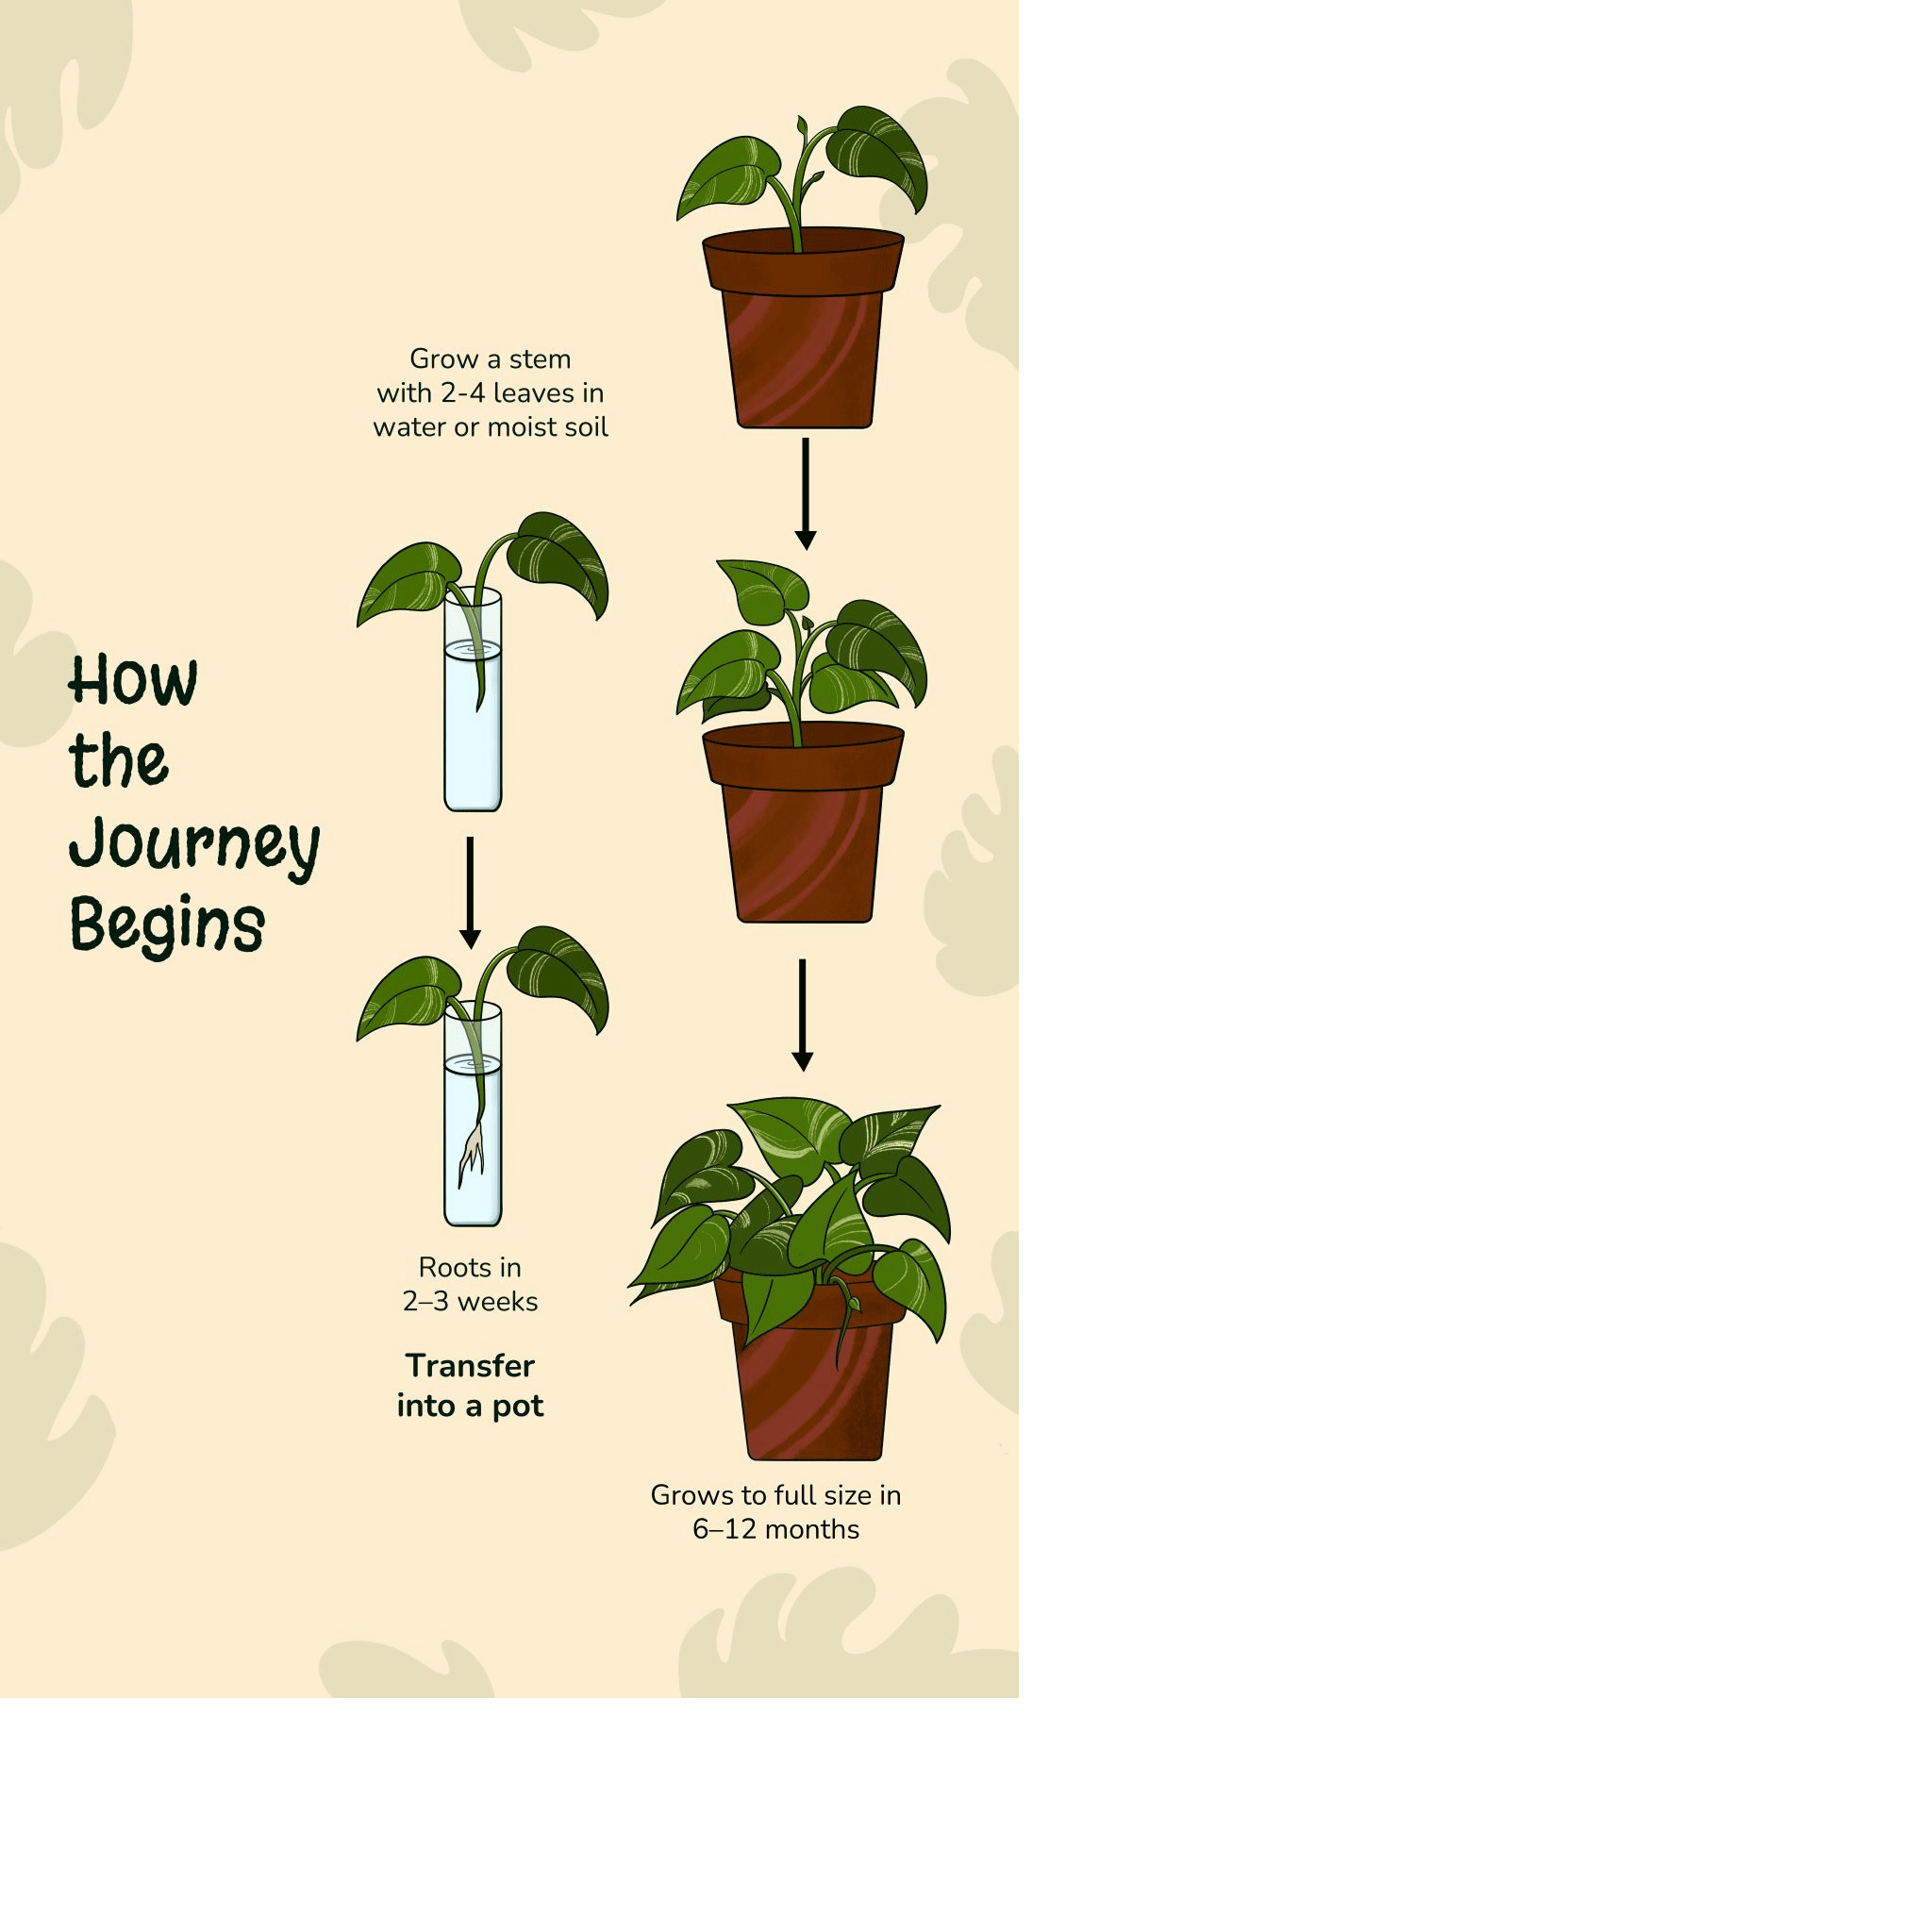 How
the
Journey
Begins
Grow a stem
with 2-4 leaves in
water or moist soil
Roots in
2–3 weeks
Transfer
into a pot
Grows to full size in
6–12 months